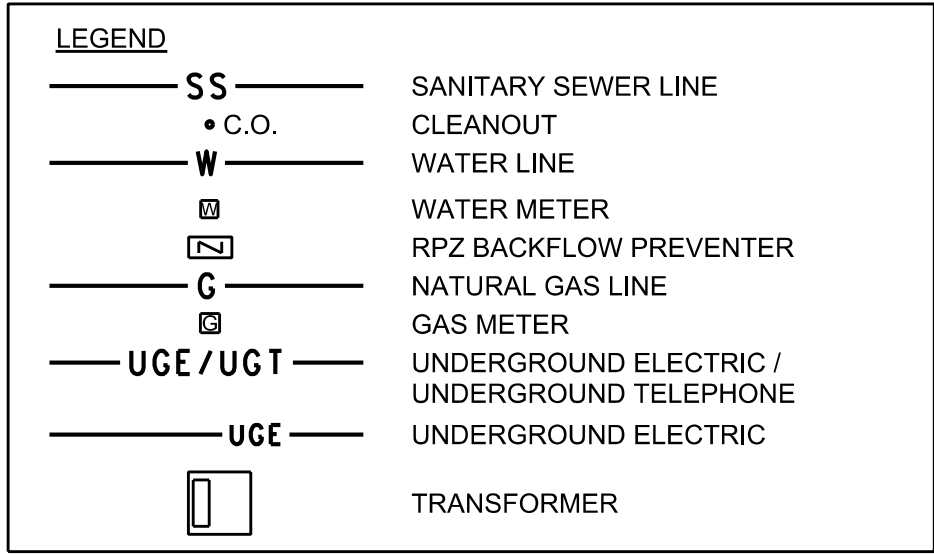 LEGEND
SS SANITARY SEWER LINE
C.O. CLEANOUT
W WATER LINE
W WATER METER
RPZ BACKFLOW PREVENTER
G NATURAL GAS LINE
G GAS METER
UGE/UGT UNDERGROUND ELECTRIC /
UNDERGROUND TELEPHONE
UGE UNDERGROUND ELECTRIC
TRANSFORMER